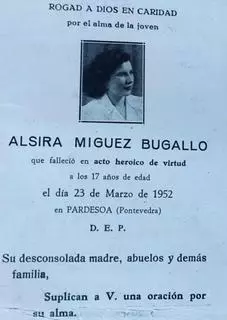 ROGAD A DIOS EN CARIDAD
por el alma de la joven
ALSIRA MIGUEZ BUGALLO
que falleció en acto heroico de virtud
a los 17 años de edad
el día 23 de Marzo de 1952
en PARDESOA (Pontevedra)
D. E. P.
Su desconsolada madre, abuelos y demás
familia,
Suplican a V. una oración por
su alma.